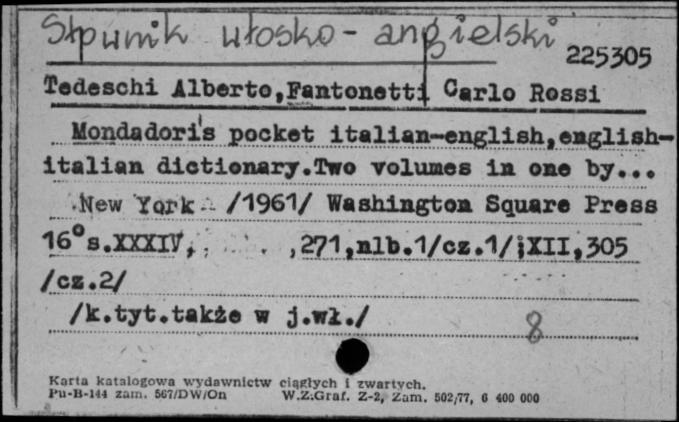 Słpunik włosko-angielski
225305
Tedeschi Alberto,Fantonetti Carlo Rossi
Mondadori's pocket italian-english,english-
italian dictionary.Two volumes in one by...
New York /1961/ Washington Square Press
16° s.XXXIV, ,271,nlb.1/cz.1/;XII,305
/cz.2/
/k.tyt.także w j.wł./
8
Karta katalogowa wydawnictw ciągłych i zwartych.
Pu-B-144 zam. 567/DW/On W.Z.Graf. Z-2, Zam. 502/77, 6 400 000